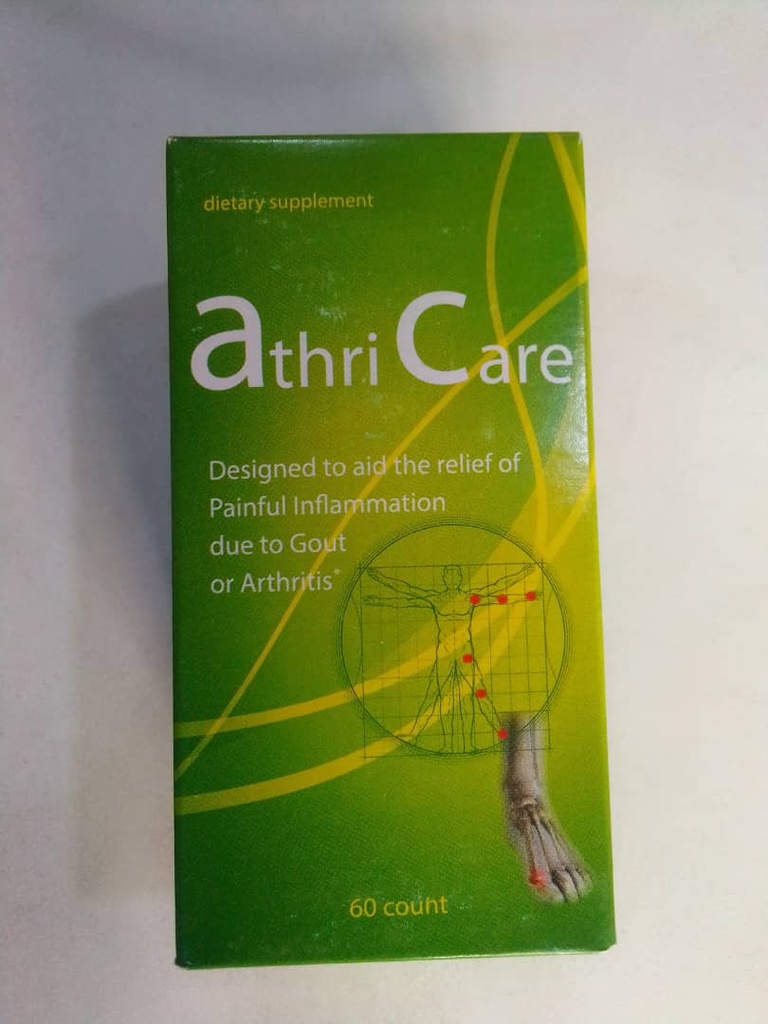 dietary supplement
athri Care
Designed to aid the relief of
Painful Inflammation
due to Gout
or Arthritis*
60 count